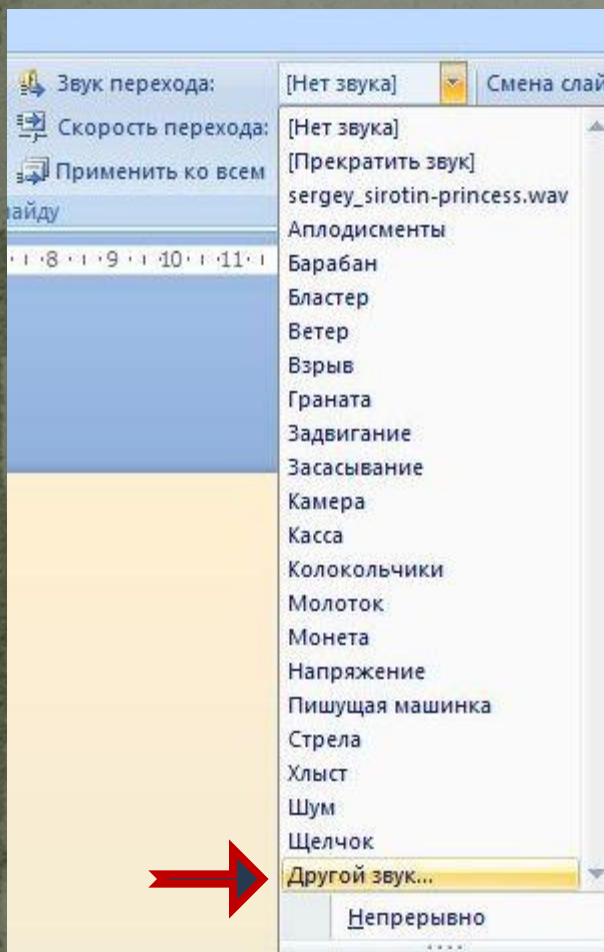 Звук перехода: [Нет звука] Смена слай
Скорость перехода:
Применить ко всем
айду
8 9 10 11
[Нет звука]
[Прекратить звук]
sergey_sirotin-princess.wav
Аплодисменты
Барабан
Бластер
Ветер
Взрыв
Граната
Задвигание
Засасывание
Камера
Касса
Колокольчики
Молоток
Монета
Напряжение
Пишущая машинка
Стрела
Хлыст
Шум
Щелчок
Другой звук...
Непрерывно